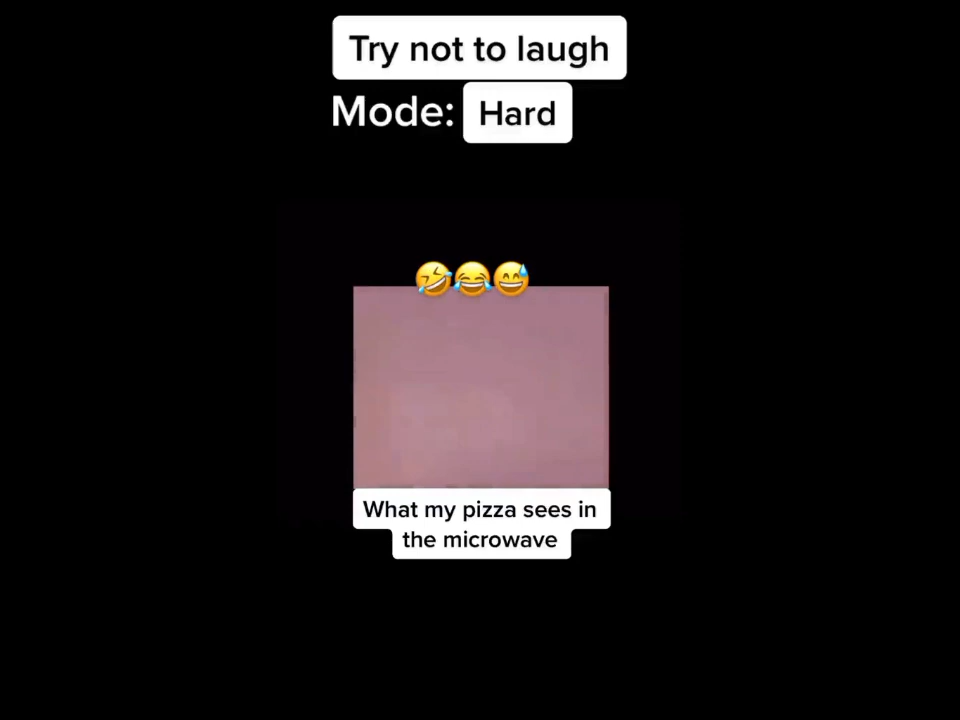 Try not to laugh
Mode: Hard
What my pizza sees in
the microwave